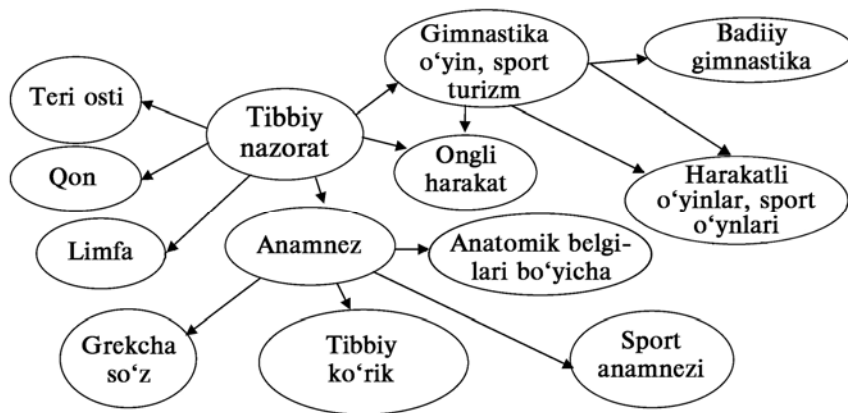 Gimnastika
o‘yin, sport
turizm
Badiiy
gimnastika
Teri osti
Tibbiy
nazorat
Qon
Ongli
harakat
Harakatli
o‘yinlar, sport
o‘ynlari
Limfa
Anamnez
Anatomik belgi-
lari bo‘yicha
Grekcha
so‘z
Tibbiy
ko‘rik
Sport
anamnezi